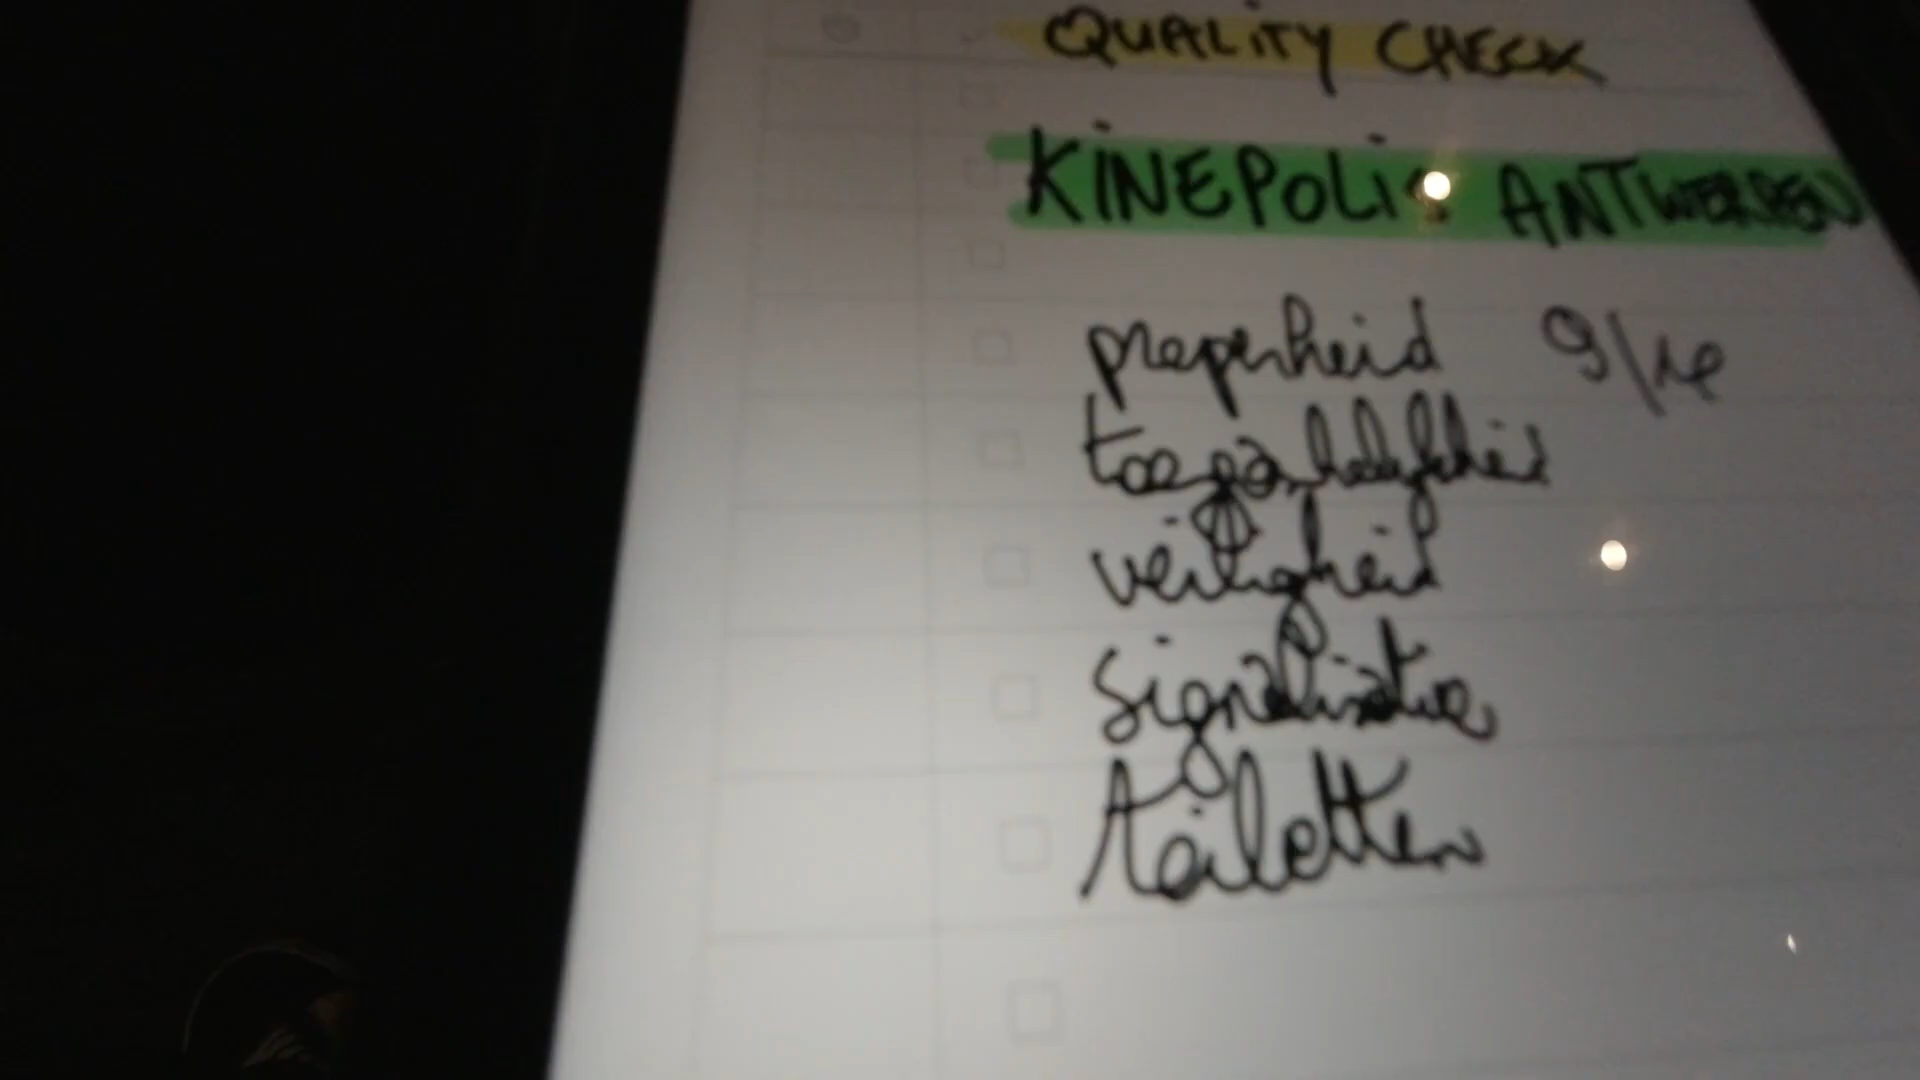 QUALITY CHECK
KINEPOLIS ANTWERPEN
properheid 9/10
toegankelijkheid
veiligheid
signalisatie
toiletten